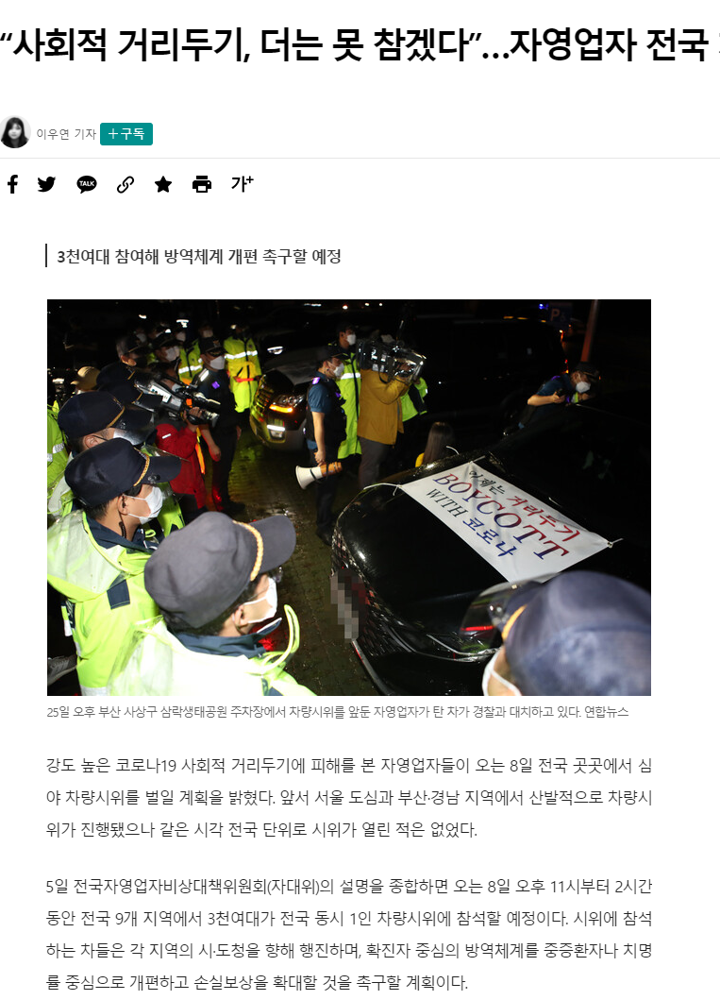 “사회적 거리두기, 더는 못 참겠다”…자영업자 전국
이우연 기자 +구독
TALK 가+
3천여대 참여해 방역체계 개편 촉구할 예정
이제는 거리두기
BOYCOTT
WITH 코로나
25일 오후 부산 사상구 삼락생태공원 주차장에서 차량시위를 앞둔 자영업자가 탄 차가 경찰과 대치하고 있다. 연합뉴스
강도 높은 코로나19 사회적 거리두기에 피해를 본 자영업자들이 오는 8일 전국 곳곳에서 심
야 차량시위를 벌일 계획을 밝혔다. 앞서 서울 도심과 부산·경남 지역에서 산발적으로 차량시
위가 진행됐으나 같은 시각 전국 단위로 시위가 열린 적은 없었다.
5일 전국자영업자비상대책위원회(자대위)의 설명을 종합하면 오는 8일 오후 11시부터 2시간
동안 전국 9개 지역에서 3천여대가 전국 동시 1인 차량시위에 참석할 예정이다. 시위에 참석
하는 차들은 각 지역의 시·도청을 향해 행진하며, 확진자 중심의 방역체계를 중증환자나 치명
률 중심으로 개편하고 손실보상을 확대할 것을 촉구할 계획이다.